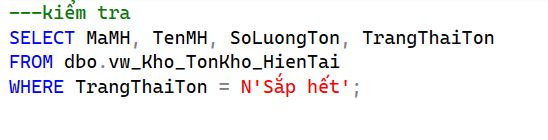 ---kiểm tra
SELECT MaMH, TenMH, SoLuongTon, TrangThaiTon
FROM dbo.vw_Kho_TonKho_HienTai
WHERE TrangThaiTon = N'Sắp hết';